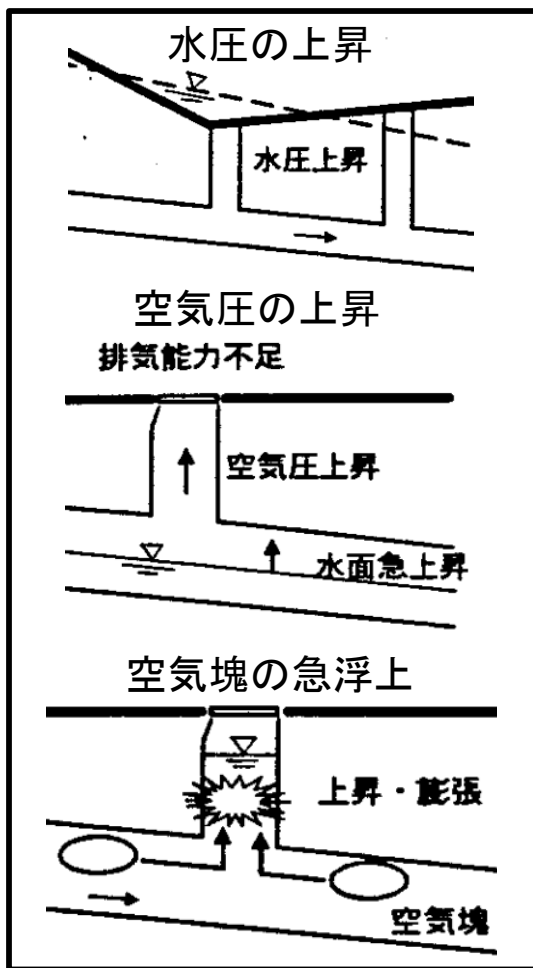 水圧の上昇
水圧上昇
空気圧の上昇
排気能力不足
空気圧上昇
水面急上昇
空気塊の急浮上
上昇・膨張
空気塊